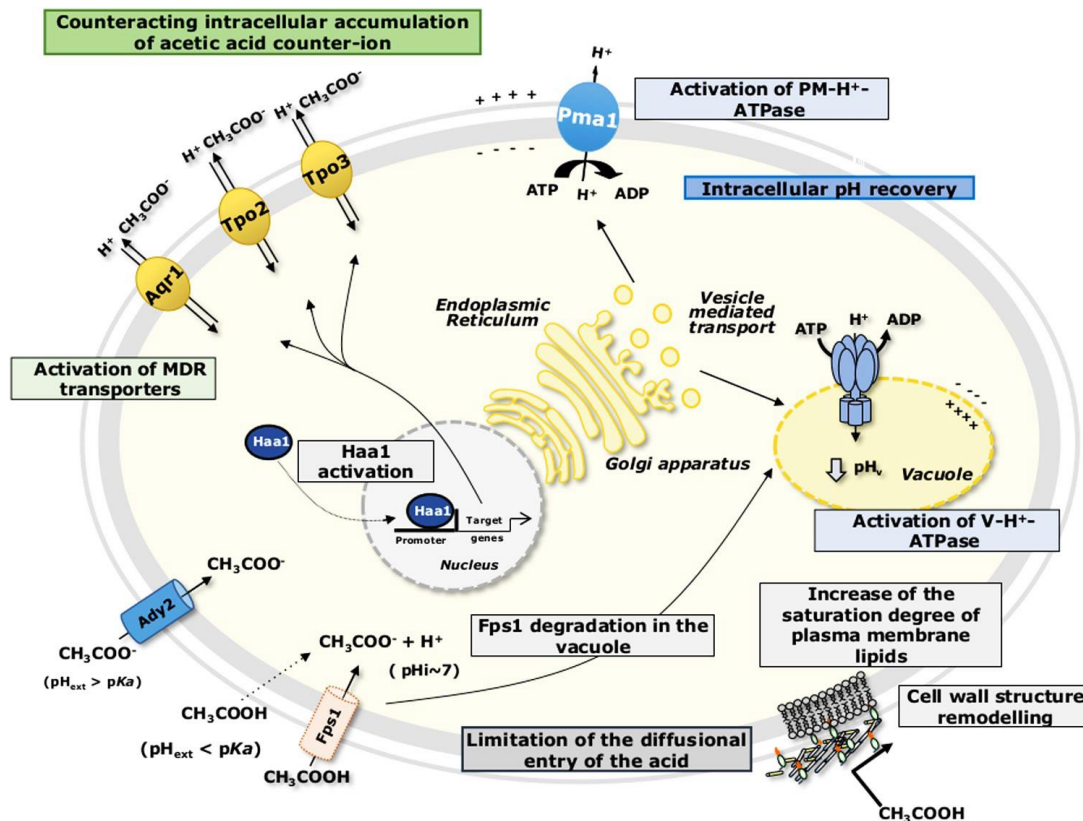 Counteracting intracellular accumulation
of acetic acid counter-ion
H⁺ CH₃COO⁻
Aqr1
H⁺ CH₃COO⁻
Tpo2
H⁺ CH₃COO⁻
Tpo3
Activation of MDR
transporters
+ + + +
- - - -
H⁺
Pma1
ATP
H⁺
ADP
Activation of PM-H⁺-
ATPase
Intracellular pH recovery
Endoplasmic
Reticulum
Vesicle
mediated
transport
Golgi apparatus
ATP
H⁺
ADP
- - - -
++++
pHᵥ
Vacuole
Activation of V-H⁺-
ATPase
Haa1
Haa1
activation
Haa1
Promoter
Target
genes
Nucleus
CH₃COO⁻
Ady2
CH₃COO⁻
(pHₑₓₜ > pKa)
CH₃COO⁻ + H⁺
( pHi~7)
CH₃COOH
(pHₑₓₜ < pKa)
Fps1
CH₃COOH
Fps1 degradation in the
vacuole
Limitation of the diffusional
entry of the acid
Increase of the
saturation degree of
plasma membrane
lipids
Cell wall structure
remodelling
CH₃COOH